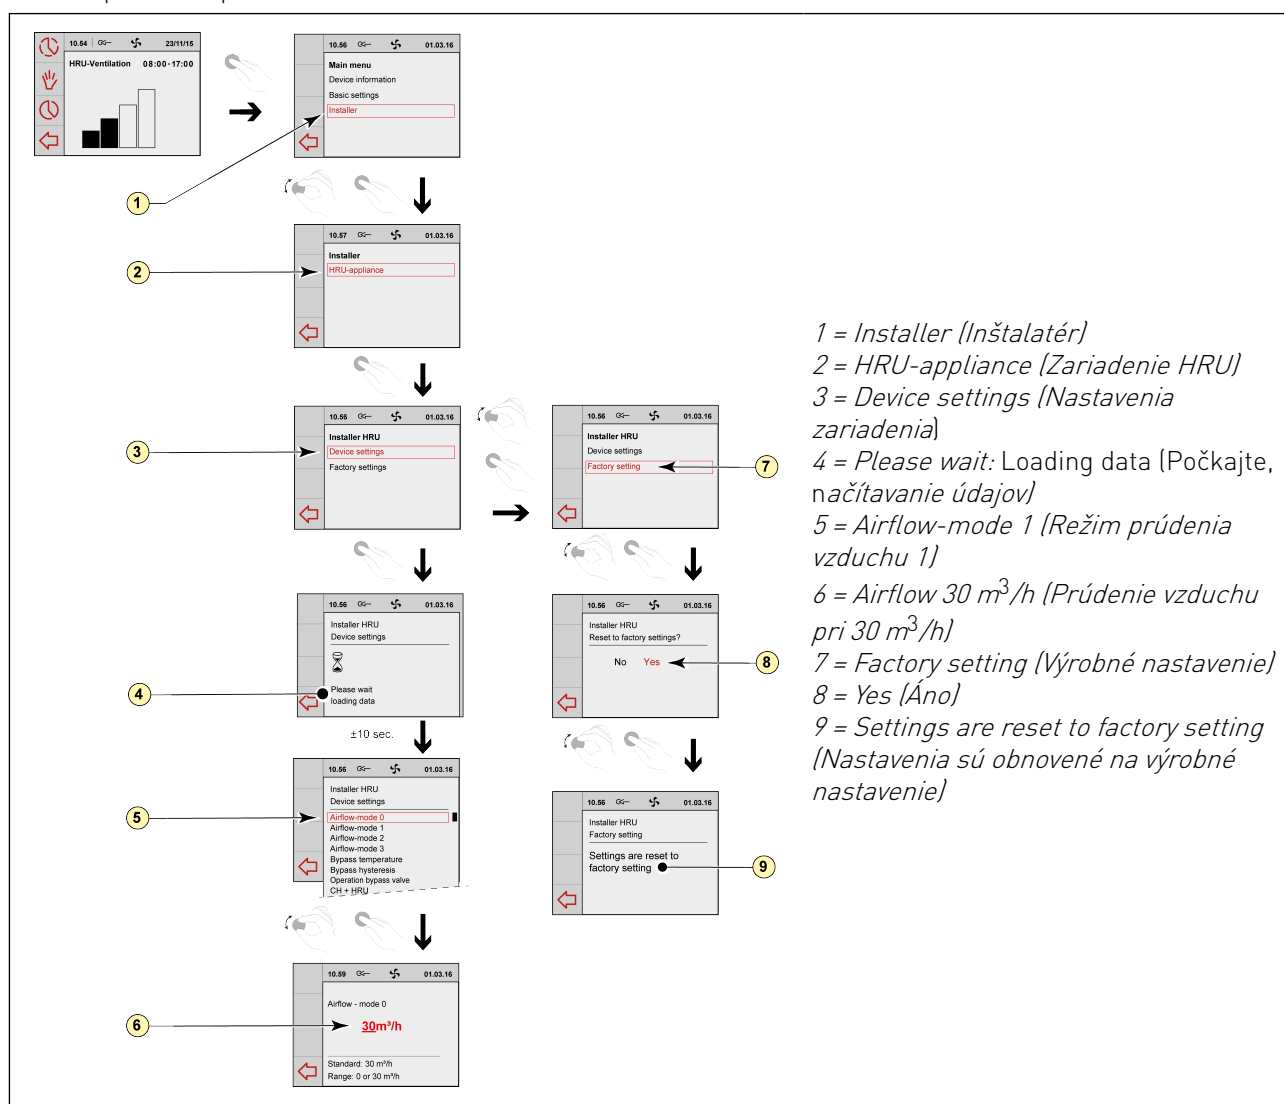 10.54 23/11/15
HRU-Ventilation 08:00-17:00
10.56 01.03.16
Main menu
Device information
Basic settings
Installer
1
10.57 01.03.16
Installer
HRU-appliance
2
10.56 01.03.16
Installer HRU
Device settings
Factory settings
3
10.56 01.03.16
Installer HRU
Device settings
Please wait
loading data
4
±10 sec.
10.56 01.03.16
Installer HRU
Device settings
Airflow-mode 0
Airflow-mode 1
Airflow-mode 2
Airflow-mode 3
Bypass temperature
Bypass hysteresis
Operation bypass valve
CH + HRU
5
10.59 01.03.16
Airflow - mode 0
30m³/h
Standard: 30 m³/h
Range: 0 or 30 m³/h
6
10.56 01.03.16
Installer HRU
Device settings
Factory setting
7
10.56 01.03.16
Installer HRU
Reset to factory settings?
No Yes
8
10.56 01.03.16
Installer HRU
Factory setting
Settings are reset to
factory setting
9
1 = Installer (Inštalatér)
2 = HRU-appliance (Zariadenie HRU)
3 = Device settings (Nastavenia
zariadenia)
4 = Please wait: Loading data (Počkajte,
načítavanie údajov)
5 = Airflow-mode 1 (Režim prúdenia
vzduchu 1)
6 = Airflow 30 m³/h (Prúdenie vzduchu
pri 30 m³/h)
7 = Factory setting (Výrobné nastavenie)
8 = Yes (Áno)
9 = Settings are reset to factory setting
(Nastavenia sú obnovené na výrobné
nastavenie)